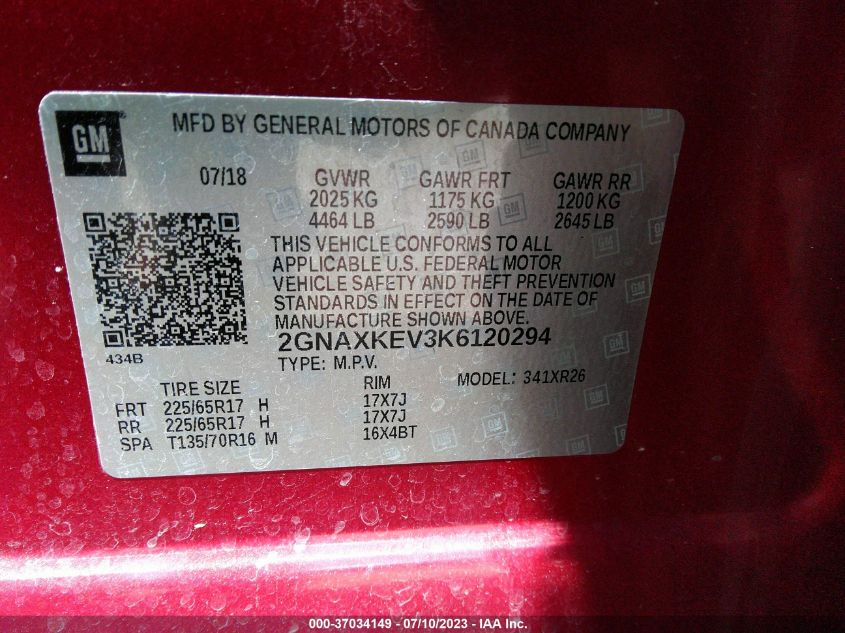 GM
MFD BY GENERAL MOTORS OF CANADA COMPANY
07/18 GVWR GAWR FRT GAWR RR
2025 KG 1175 KG 1200 KG
4464 LB 2590 LB 2645 LB
THIS VEHICLE CONFORMS TO ALL
APPLICABLE U.S. FEDERAL MOTOR
VEHICLE SAFETY AND THEFT PREVENTION
STANDARDS IN EFFECT ON THE DATE OF
MANUFACTURE SHOWN ABOVE.
434B
2GNAXKEV3K6120294
TYPE: M.P.V.
MODEL: 341XR26
TIRE SIZE RIM
FRT 225/65R17 H 17X7J
RR 225/65R17 H 17X7J
SPA T135/70R16 M 16X4BT
000-37034149 - 07/10/2023 - IAA Inc.